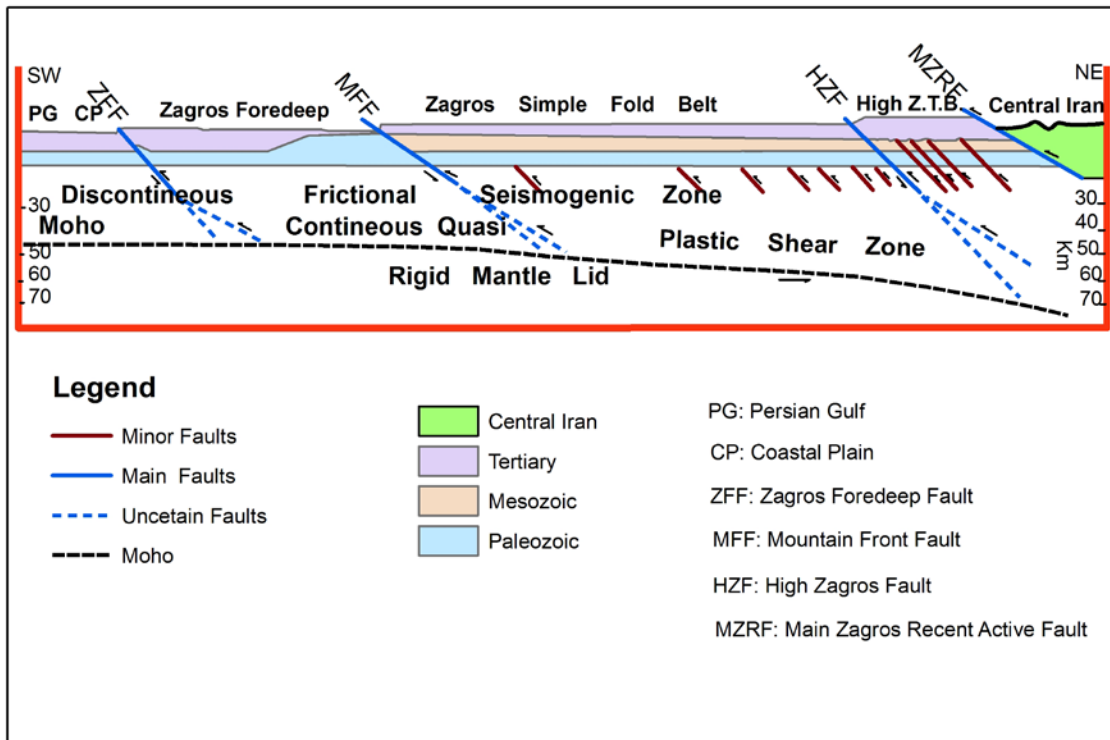 SW
NE
ZFF
MFF
HZF
MZRF
PG CP Zagros Foredeep Zagros Simple Fold Belt High Z.T.B. Central Iran
Discontineous Frictional Seismogenic Zone
30
30
Moho Contineous Quasi Plastic Shear Zone
40
50
50
Km
Rigid Mantle Lid
60
60
70
70
Legend
Minor Faults
Main Faults
Uncetain Faults
Moho
Central Iran
Tertiary
Mesozoic
Paleozoic
PG: Persian Gulf
CP: Coastal Plain
ZFF: Zagros Foredeep Fault
MFF: Mountain Front Fault
HZF: High Zagros Fault
MZRF: Main Zagros Recent Active Fault